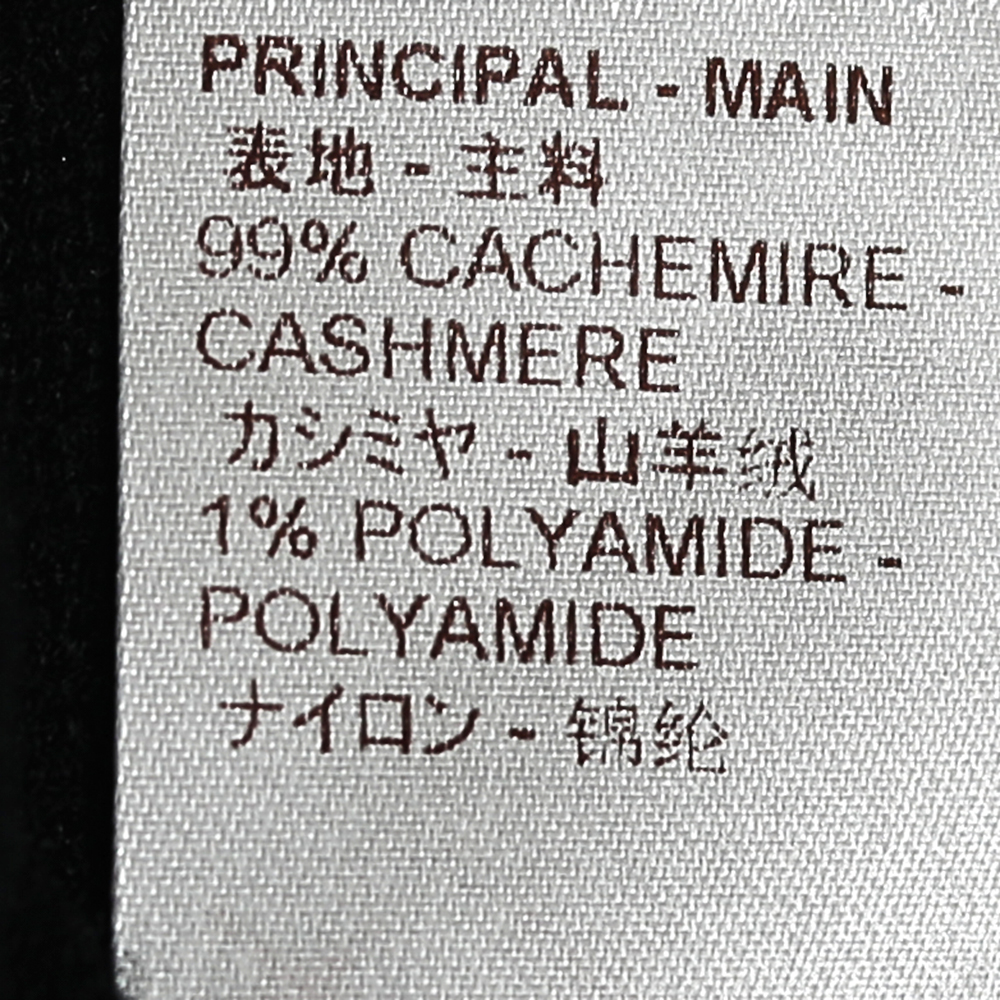 PRINCIPAL - MAIN
表地 - 主料
99% CACHEMIRE -
CASHMERE
カシミヤ - 山羊绒
1% POLYAMIDE -
POLYAMIDE
ナイロン - 锦纶